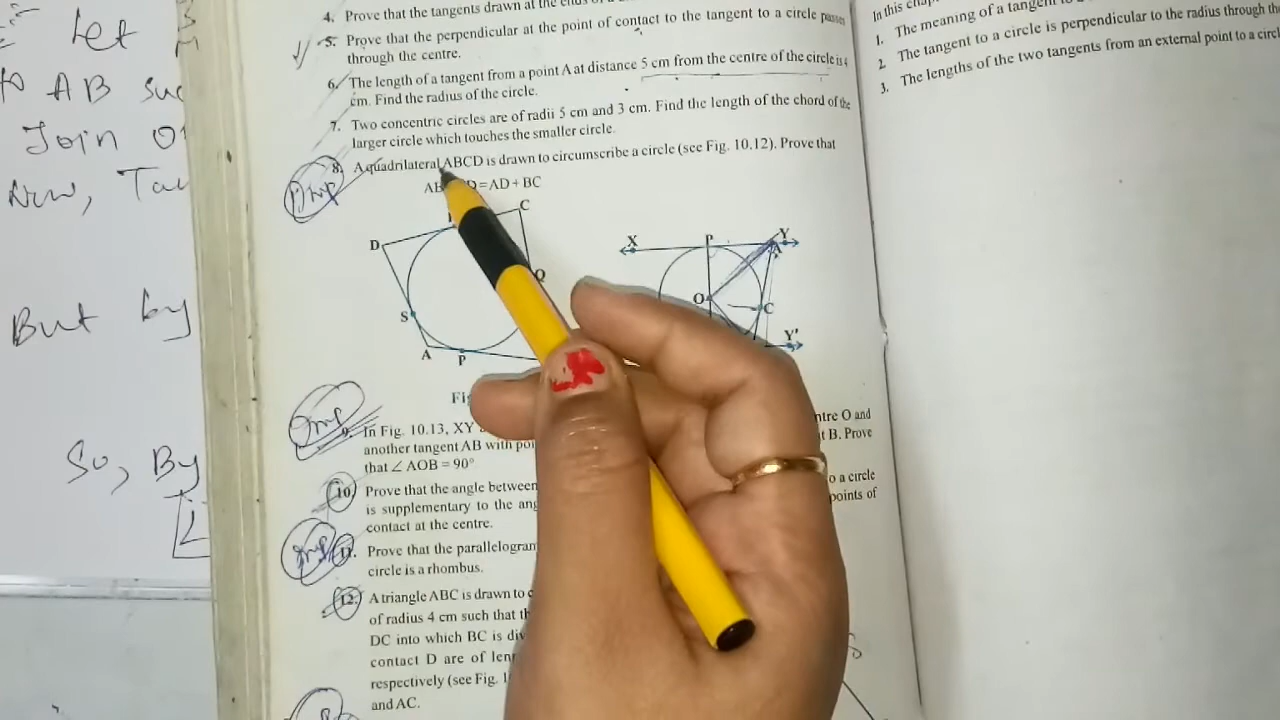 Let
to AB suc
Join O
Now, Tan
But by
So, By
4. Prove that the tangents drawn at the ends of a
5. Prove that the perpendicular at the point of contact to the tangent to a circle passes
through the centre.
6. The length of a tangent from a point A at distance 5 cm from the centre of the circle is 4
cm. Find the radius of the circle.
7. Two concentric circles are of radii 5 cm and 3 cm. Find the length of the chord of the
larger circle which touches the smaller circle.
8. A quadrilateral ABCD is drawn to circumscribe a circle (see Fig. 10.12). Prove that
AB D = AD + BC
Imp
D C Q S A P
X P Y A O C Y'
Fi
Imp
9. In Fig. 10.13, XY ntre O and
another tangent AB with poi t B. Prove
that ∠ AOB = 90°
10. Prove that the angle between o a circle
is supplementary to the ang points of
contact at the centre.
Imp
11. Prove that the parallelogram
circle is a rhombus.
12. A triangle ABC is drawn to c
of radius 4 cm such that th
DC into which BC is div
contact D are of len
respectively (see Fig. 1
and AC.
In this chap
1. The meaning of a tangent to
2. The tangent to a circle is perpendicular to the radius through the
3. The lengths of the two tangents from an external point to a circl